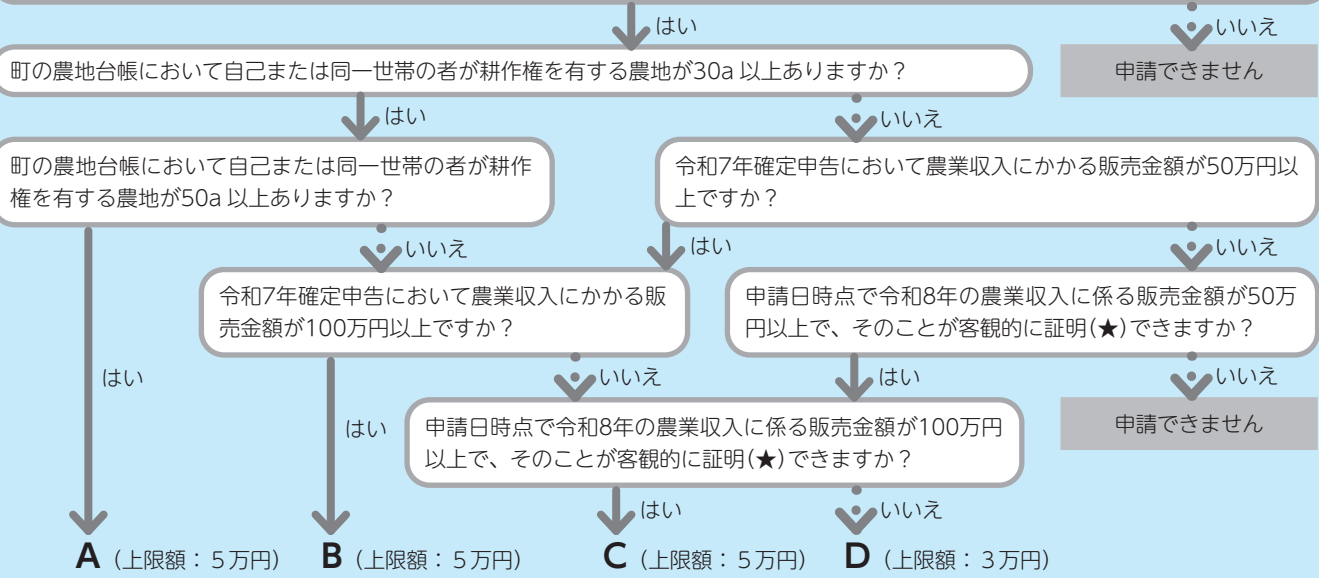 はい
いいえ
町の農地台帳において自己または同一世帯の者が耕作権を有する農地が30a 以上ありますか？
申請できません
はい
いいえ
町の農地台帳において自己または同一世帯の者が耕作
権を有する農地が50a 以上ありますか？
令和7年確定申告において農業収入にかかる販売金額が50万円以
上ですか？
いいえ
はい
いいえ
令和7年確定申告において農業収入にかかる販
売金額が100万円以上ですか？
申請日時点で令和8年の農業収入に係る販売金額が50万
円以上で、そのことが客観的に証明(★)できますか？
はい
いいえ
はい
いいえ
はい
申請日時点で令和8年の農業収入に係る販売金額が100万円
以上で、そのことが客観的に証明(★)できますか？
申請できません
はい
いいえ
A（上限額：５万円）
B（上限額：５万円）
C（上限額：５万円）
D（上限額：３万円）